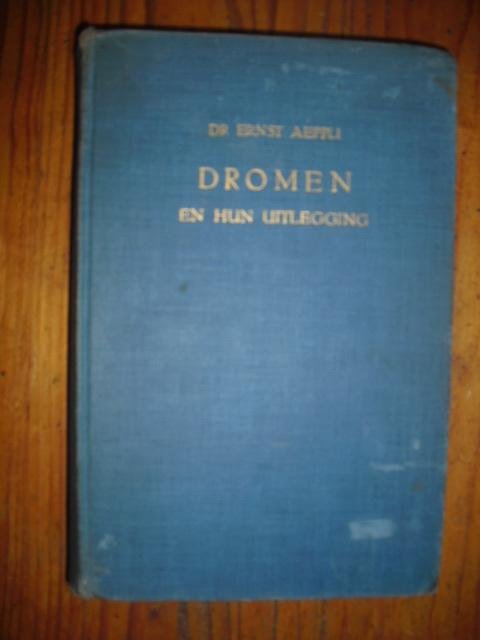 DR ERNST AEPPLI
DROMEN
EN HUN UITLEGGING